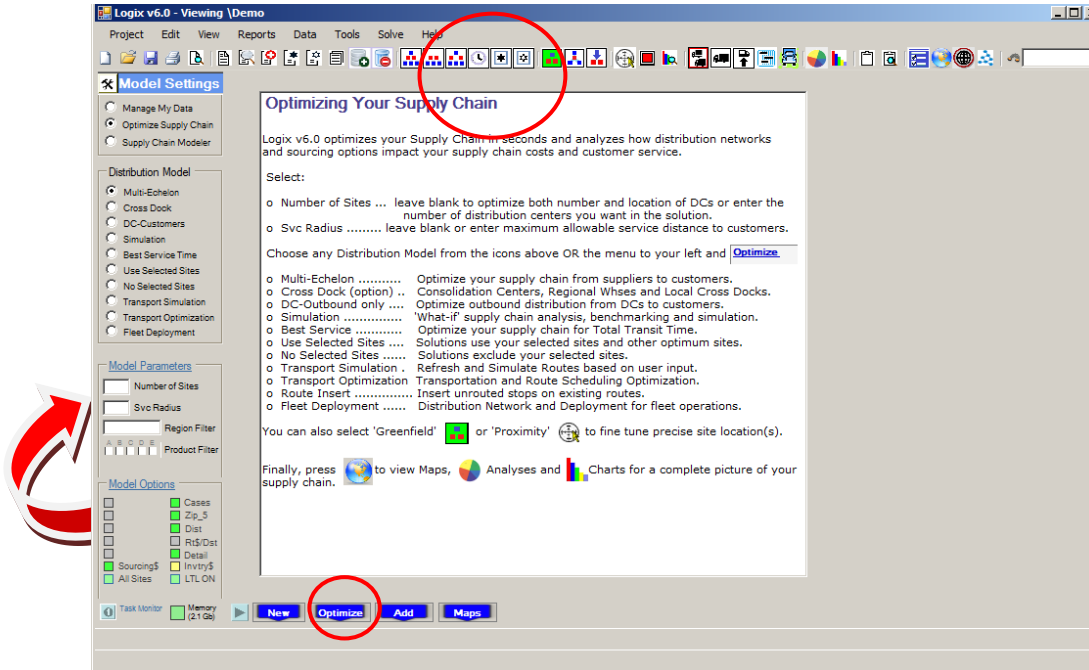 Logix v6.0 - Viewing \Demo
Project Edit View Reports Data Tools Solve Help
Model Settings
Manage My Data
Optimize Supply Chain
Supply Chain Modeler
Distribution Model
Multi-Echelon
Cross Dock
DC-Customers
Simulation
Best Service Time
Use Selected Sites
No Selected Sites
Transport Simulation
Transport Optimization
Fleet Deployment
Model Parameters
Number of Sites
Svc Radius
Region Filter
A B C D E
Product Filter
Model Options
Cases
Zip_5
Dist
Rt$/Dst
Detail
Sourcing$ Invtry$
All Sites LTL ON
Optimizing Your Supply Chain
Logix v6.0 optimizes your Supply Chain in seconds and analyzes how distribution networks
and sourcing options impact your supply chain costs and customer service.
Select:
o Number of Sites ... leave blank to optimize both number and location of DCs or enter the
number of distribution centers you want in the solution.
o Svc Radius ......... leave blank or enter maximum allowable service distance to customers.
Choose any Distribution Model from the icons above OR the menu to your left and Optimize
o Multi-Echelon .......... Optimize your supply chain from suppliers to customers.
o Cross Dock (option) .. Consolidation Centers, Regional Whses and Local Cross Docks.
o DC-Outbound only .... Optimize outbound distribution from DCs to customers.
o Simulation .............. 'What-if' supply chain analysis, benchmarking and simulation.
o Best Service ........... Optimize your supply chain for Total Transit Time.
o Use Selected Sites .... Solutions use your selected sites and other optimum sites.
o No Selected Sites ...... Solutions exclude your selected sites.
o Transport Simulation . Refresh and Simulate Routes based on user input.
o Transport Optimization Transportation and Route Scheduling Optimization.
o Route Insert ............... Insert unrouted stops on existing routes.
o Fleet Deployment ...... Distribution Network and Deployment for fleet operations.
You can also select 'Greenfield' or 'Proximity' to fine tune precise site location(s).
Finally, press to view Maps, Analyses and Charts for a complete picture of your
supply chain.
Task Monitor Memory
(2.1 Gb)
New Optimize Add Maps